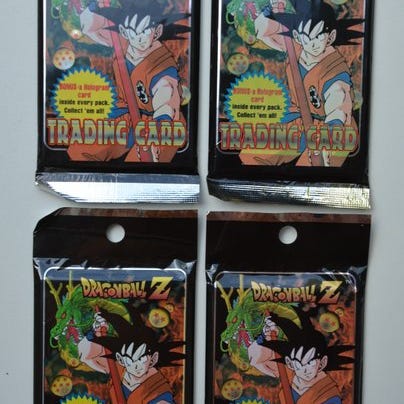 BONUS-a Hologram
card
inside every pack.
Collect 'em all!
TRADING CARD
BONUS-a Hologram
card
inside every pack.
Collect 'em all!
TRADING CARD
DRAGONBALL Z
DRAGONBALL Z